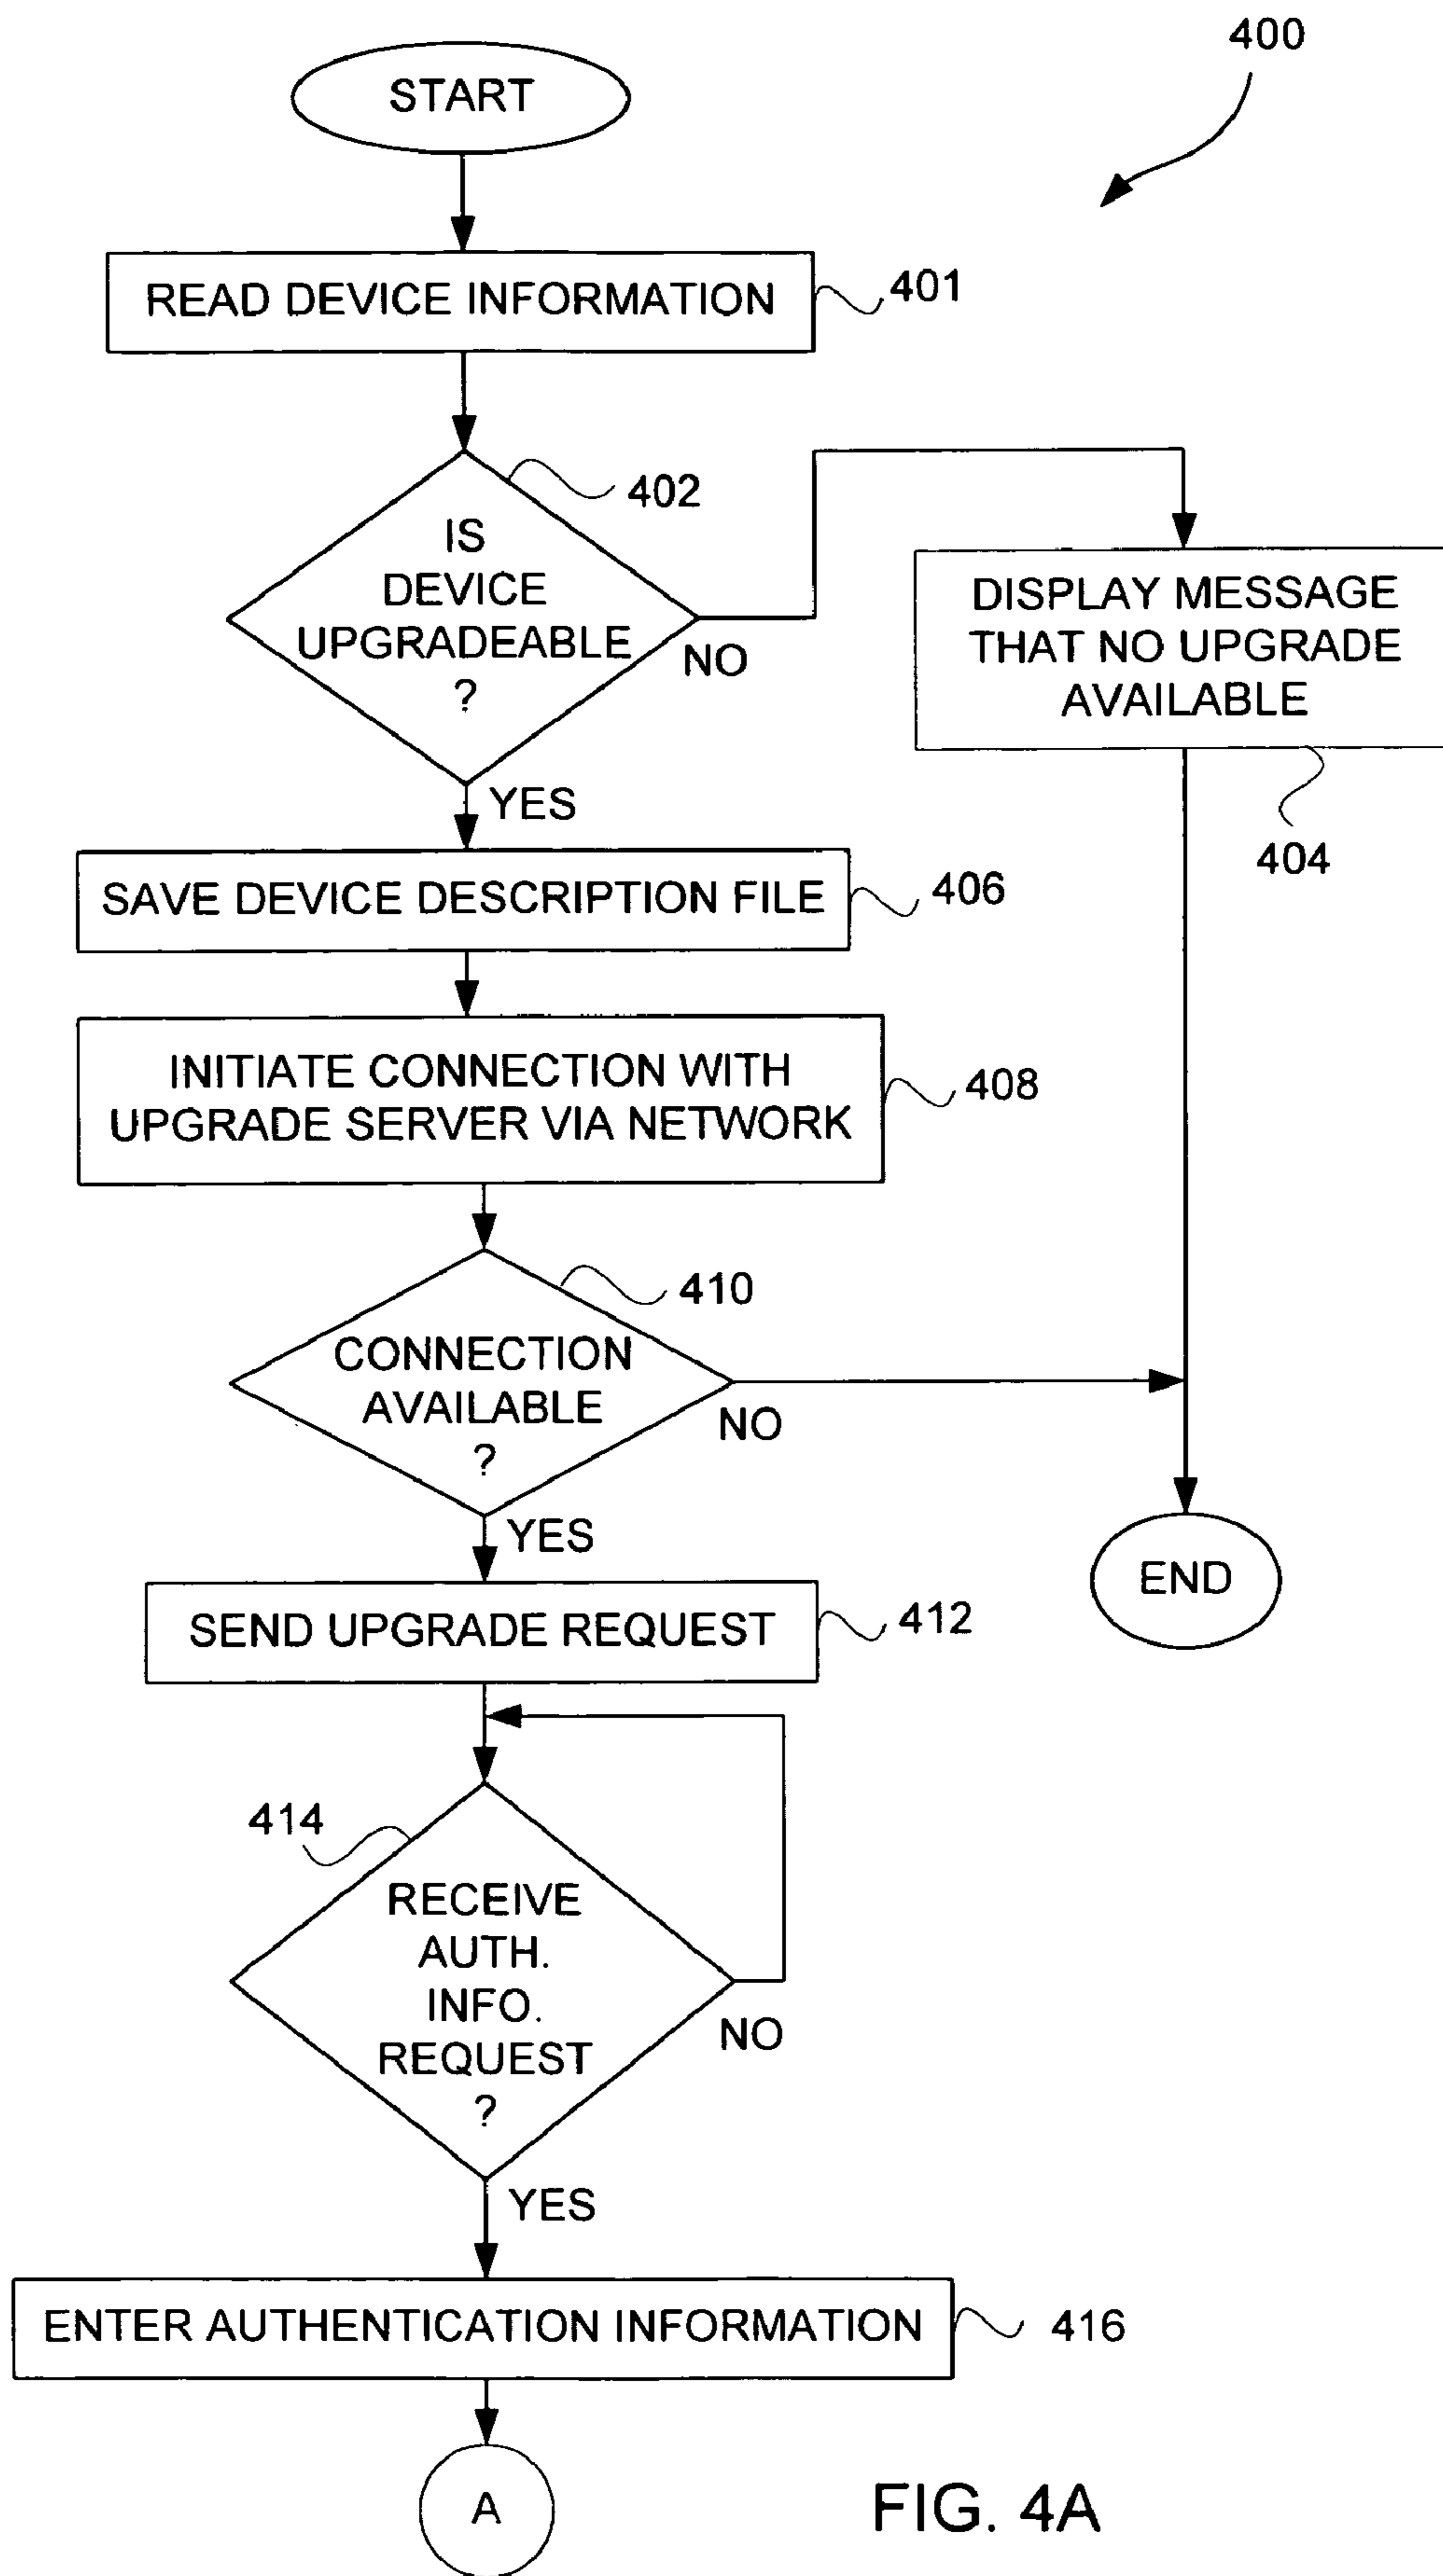 400
START
READ DEVICE INFORMATION
401
402
IS
DEVICE
UPGRADEABLE
?
NO
YES
DISPLAY MESSAGE
THAT NO UPGRADE
AVAILABLE
404
SAVE DEVICE DESCRIPTION FILE
406
INITIATE CONNECTION WITH
UPGRADE SERVER VIA NETWORK
408
410
CONNECTION
AVAILABLE
?
NO
YES
END
SEND UPGRADE REQUEST
412
414
RECEIVE
AUTH.
INFO.
REQUEST
?
NO
YES
ENTER AUTHENTICATION INFORMATION
416
A
FIG. 4A